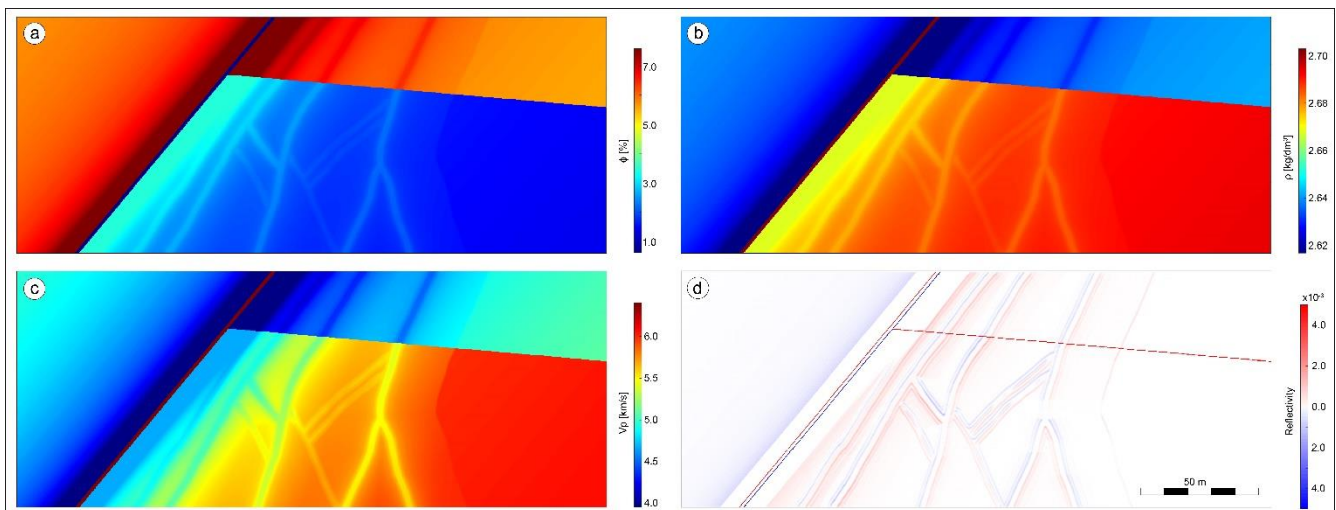 a
7.0
5.0
3.0
1.0
ϕ [%]
b
2.70
2.68
2.66
2.64
2.62
ρ [kg/dm³]
c
6.0
5.5
5.0
4.5
4.0
Vp [km/s]
d
x10⁻³
4.0
2.0
0.0
2.0
4.0
Reflectivity
50 m